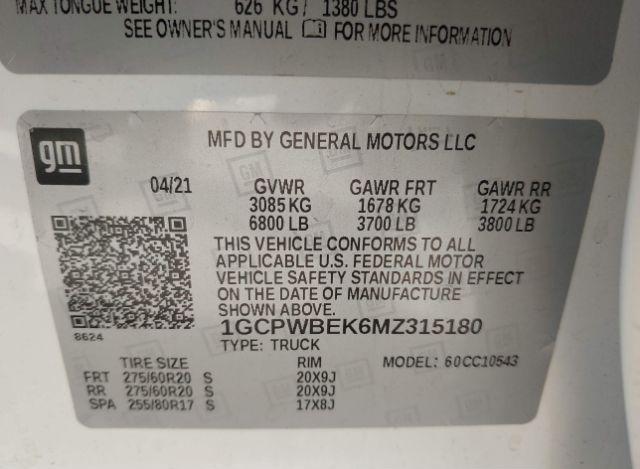 MAX TONGUE WEIGHT: 626 KG/ 1380 LBS
SEE OWNER'S MANUAL FOR MORE INFORMATION
gm
MFD BY GENERAL MOTORS LLC
04/21 GVWR GAWR FRT GAWR RR
3085 KG 1678 KG 1724 KG
6800 LB 3700 LB 3800 LB
THIS VEHICLE CONFORMS TO ALL
APPLICABLE U.S. FEDERAL MOTOR
VEHICLE SAFETY STANDARDS IN EFFECT
ON THE DATE OF MANUFACTURE
SHOWN ABOVE.
1GCPWBEK6MZ315180
8624
TYPE: TRUCK
TIRE SIZE RIM MODEL: 60CC10543
FRT 275/60R20 S 20X9J
RR 275/60R20 S 20X9J
SPA 255/80R17 S 17X8J